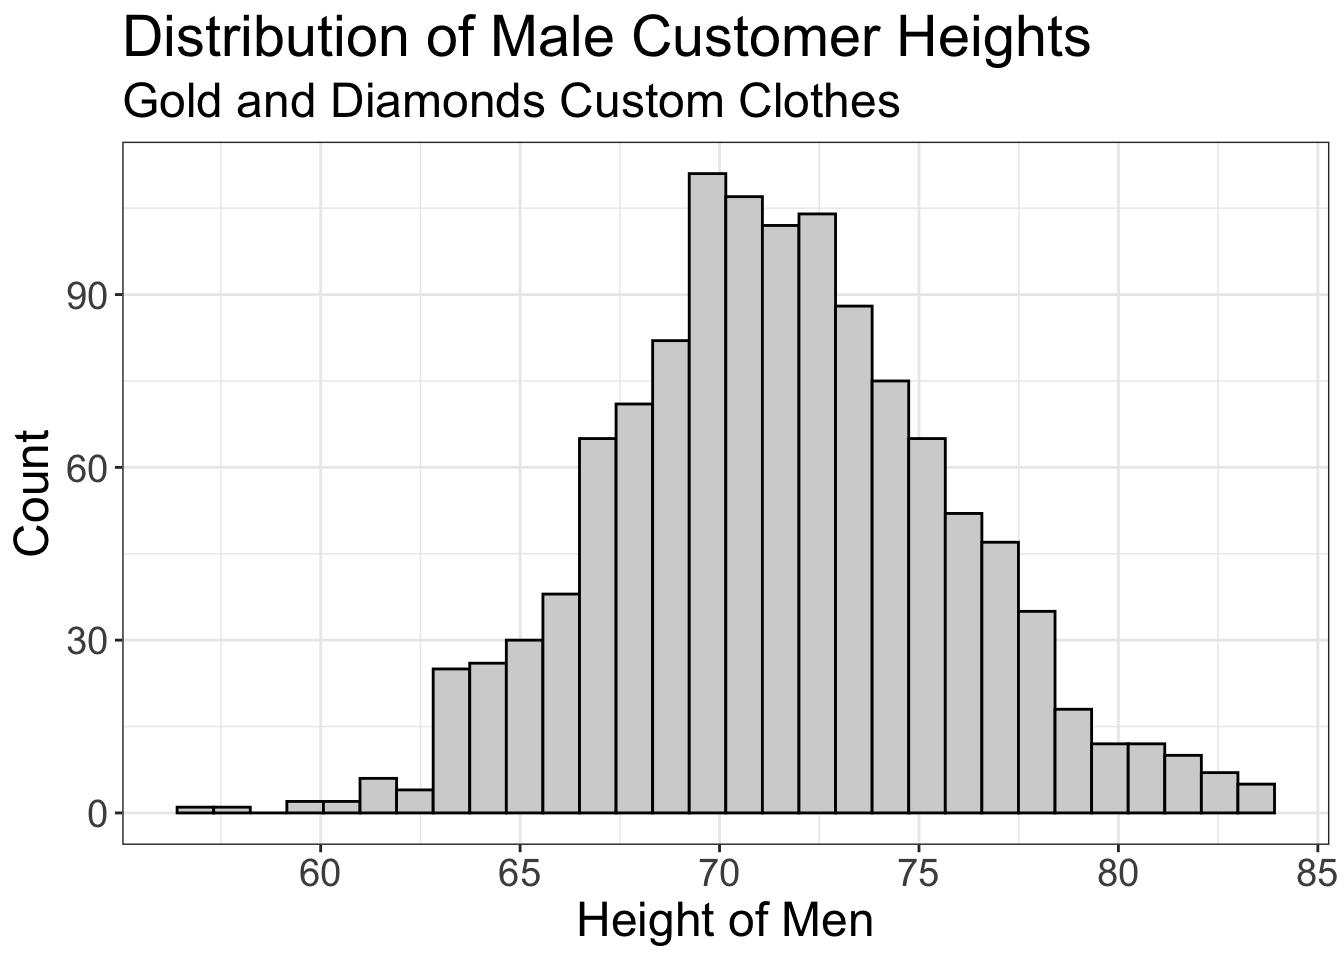 Distribution of Male Customer Heights
Gold and Diamonds Custom Clothes
Count
90
60
30
0
60 65 70 75 80 85
Height of Men